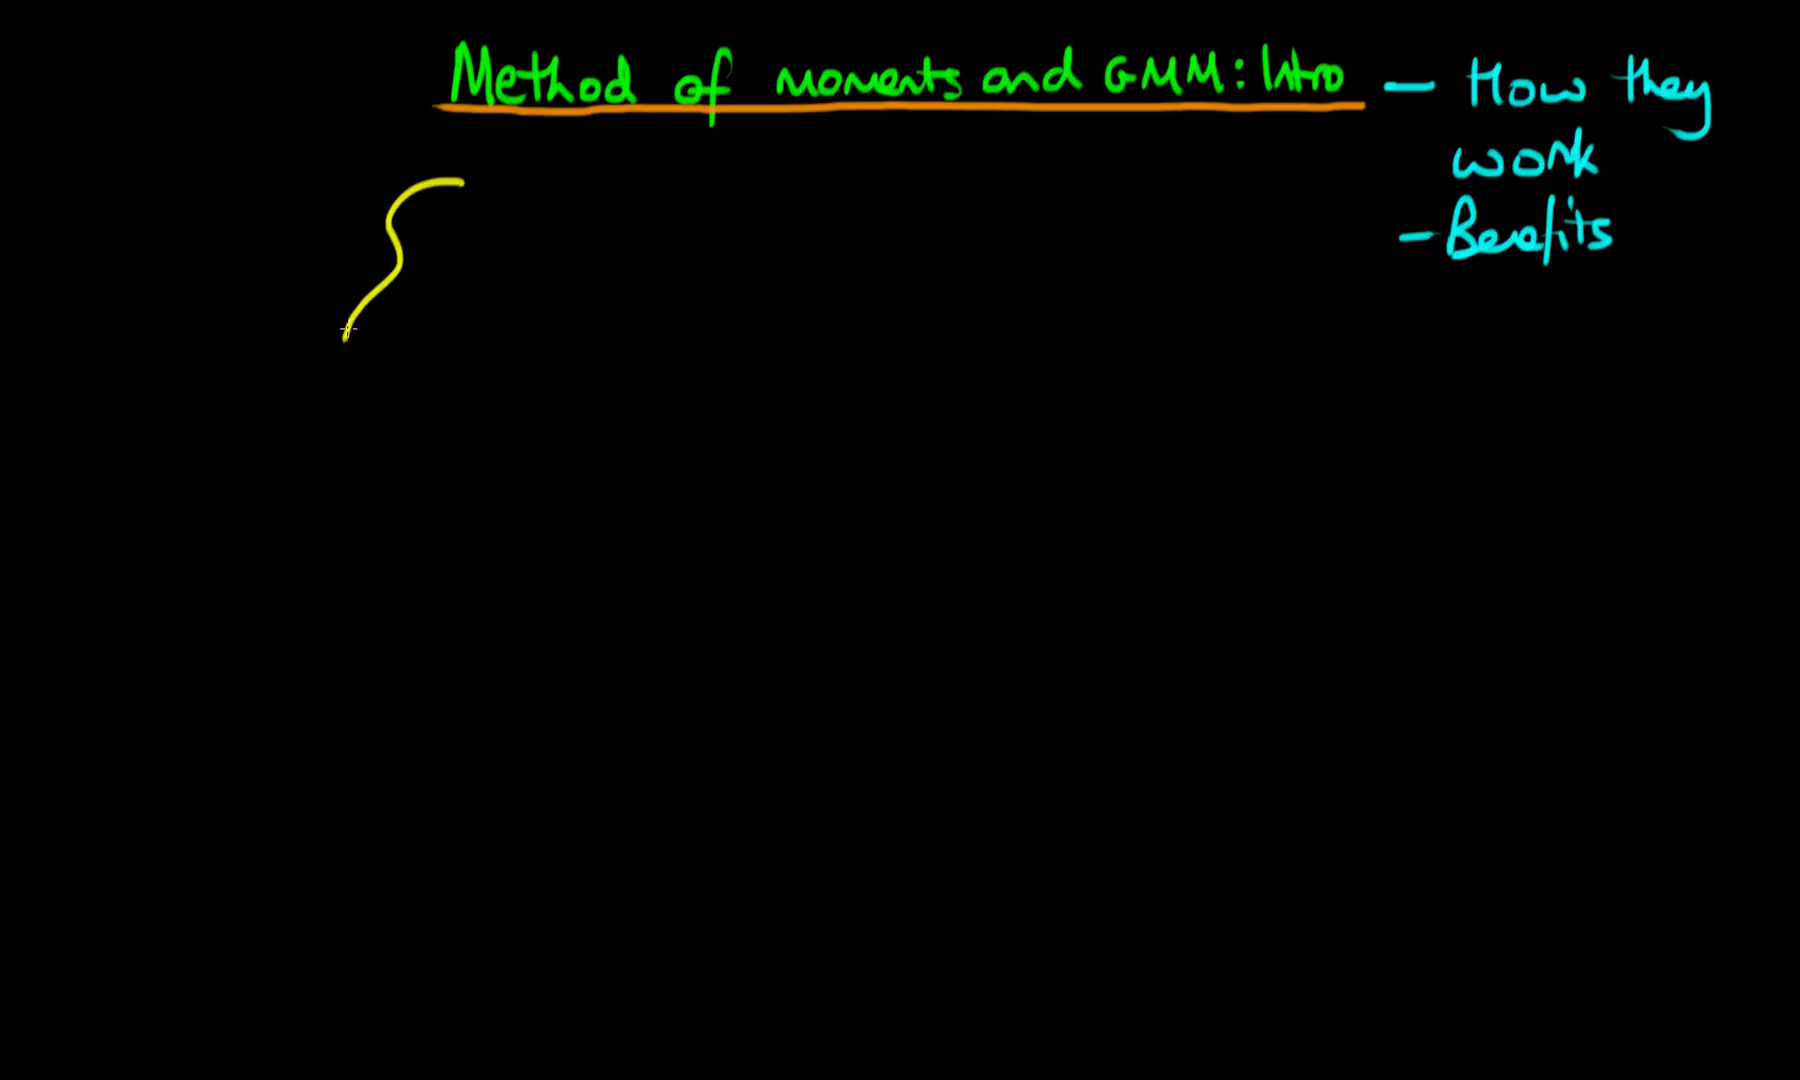 Method of moments and GMM: Intro - How they
work
- Benefits